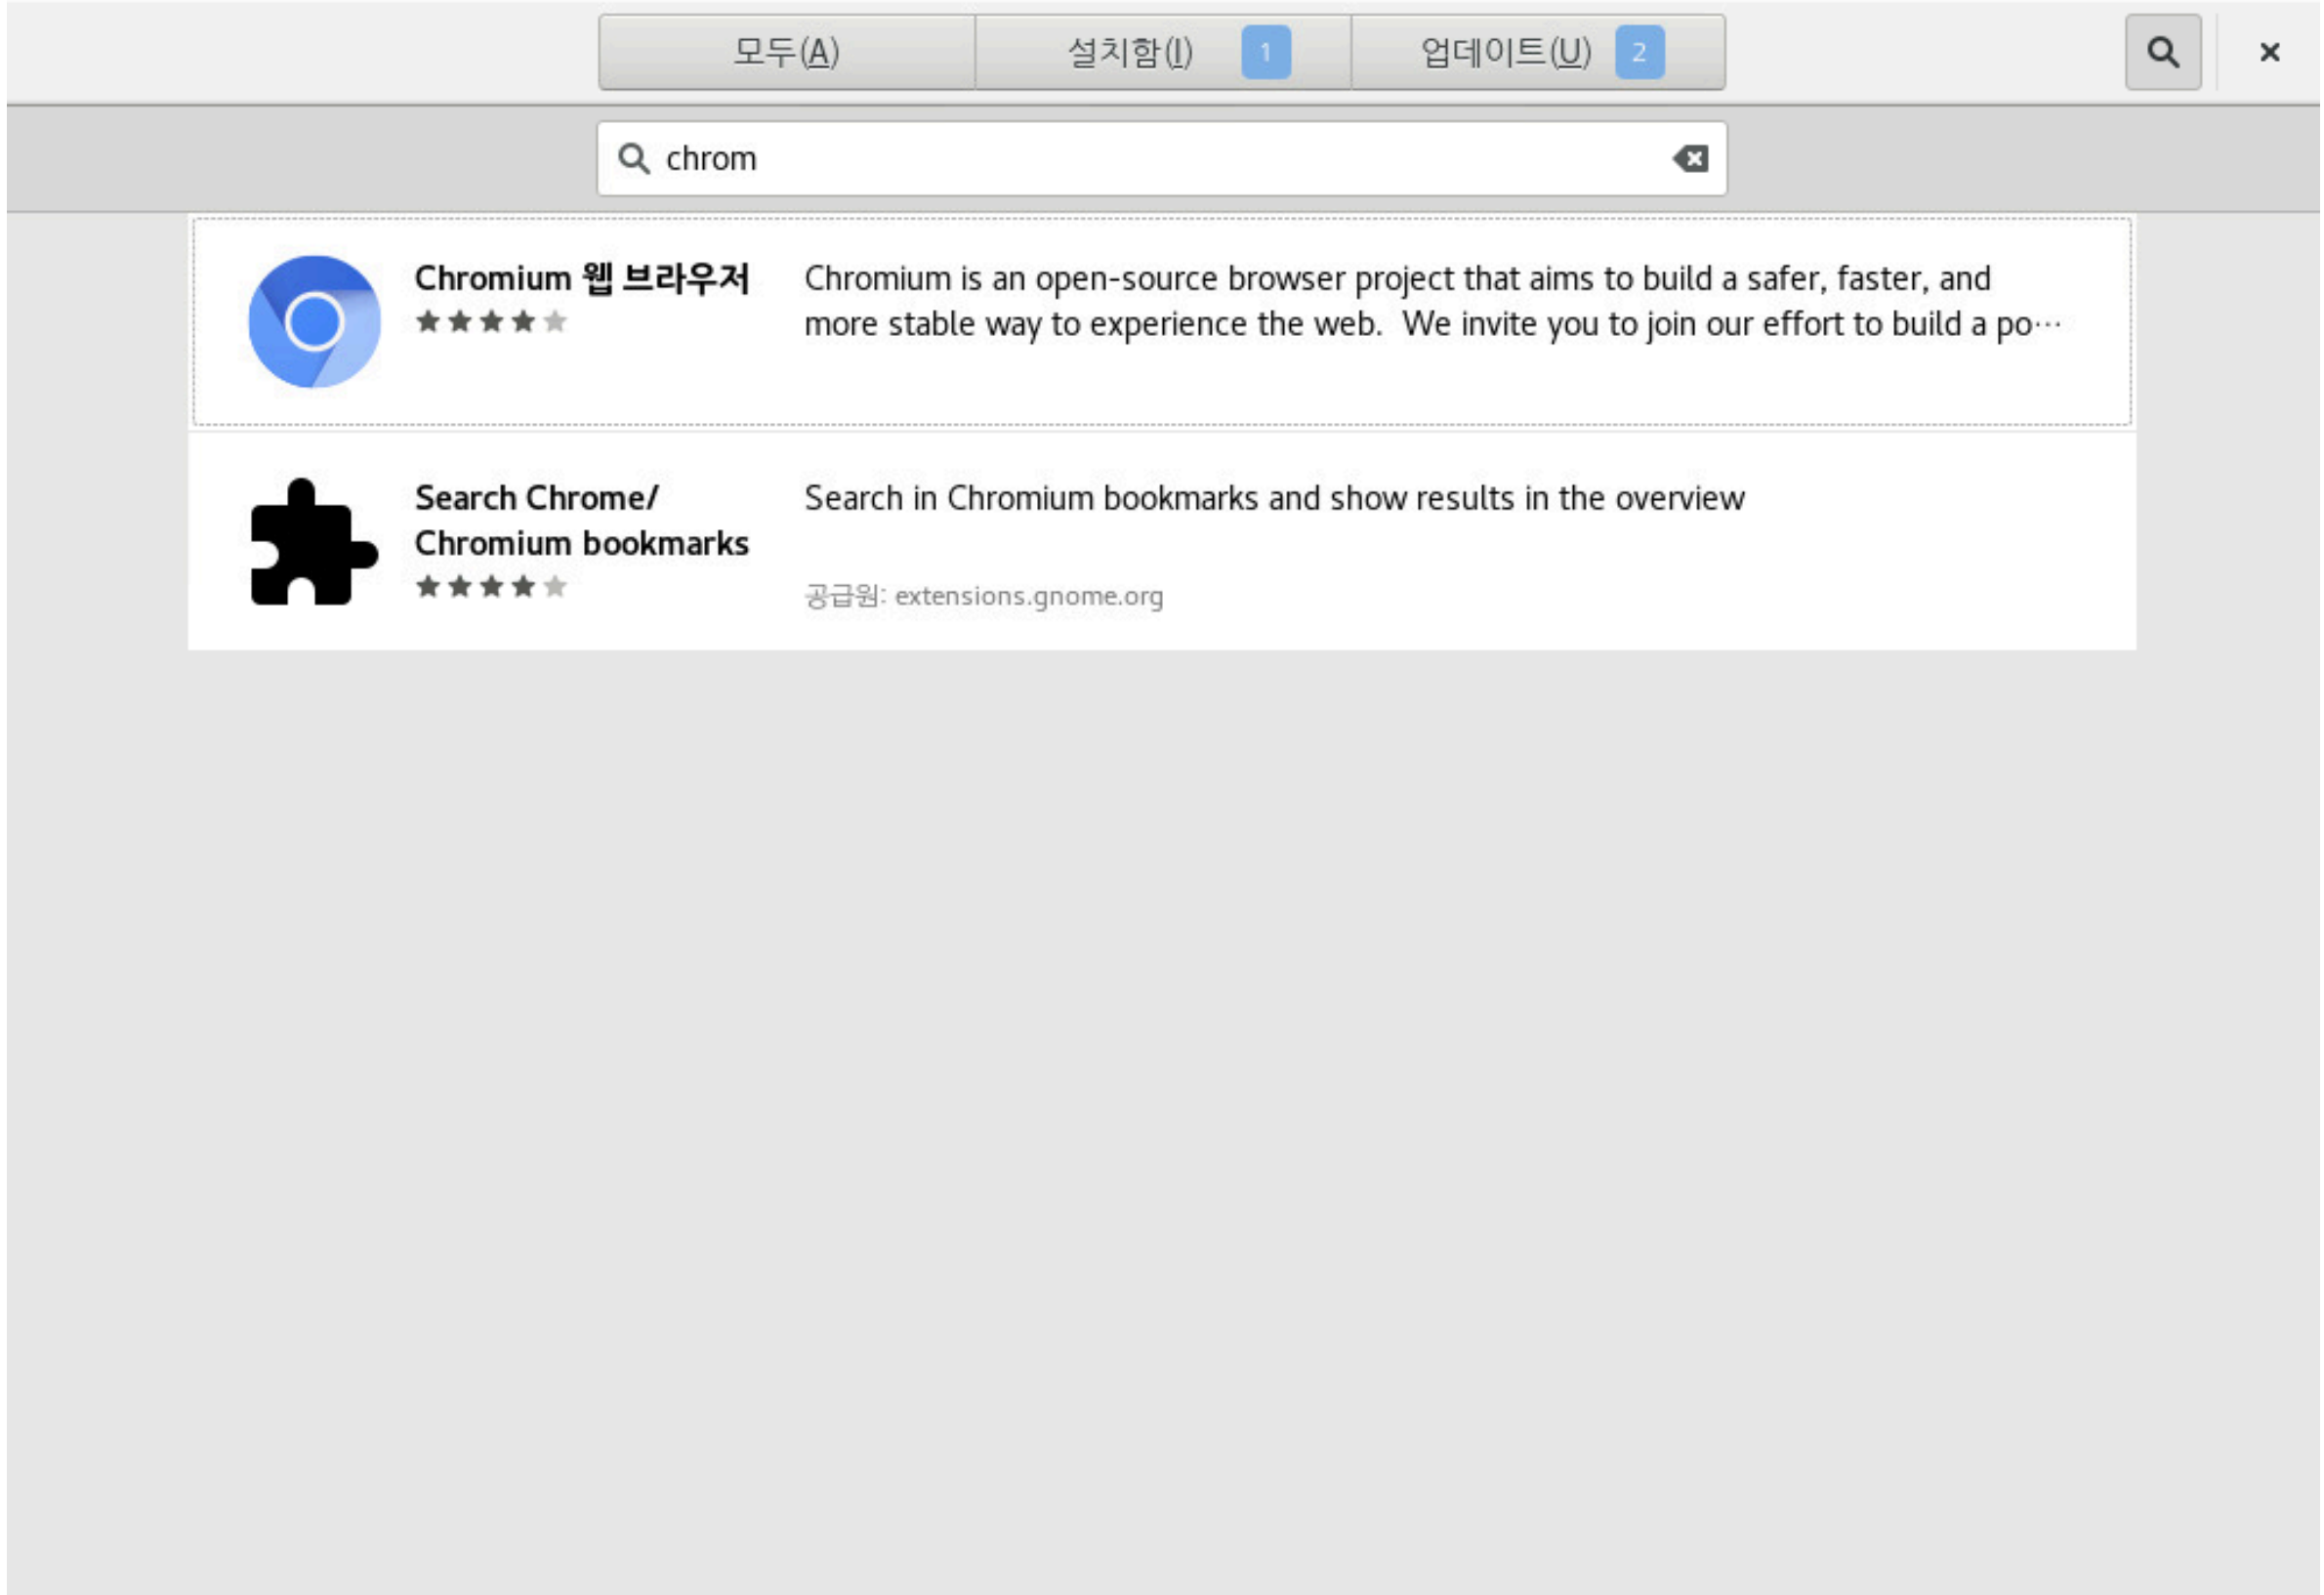 모두(A)
설치함(I) 1
업데이트(U) 2
chrom
Chromium 웹 브라우저
Chromium is an open-source browser project that aims to build a safer, faster, and
more stable way to experience the web.  We invite you to join our effort to build a po…
Search Chrome/
Chromium bookmarks
Search in Chromium bookmarks and show results in the overview
공급원: extensions.gnome.org